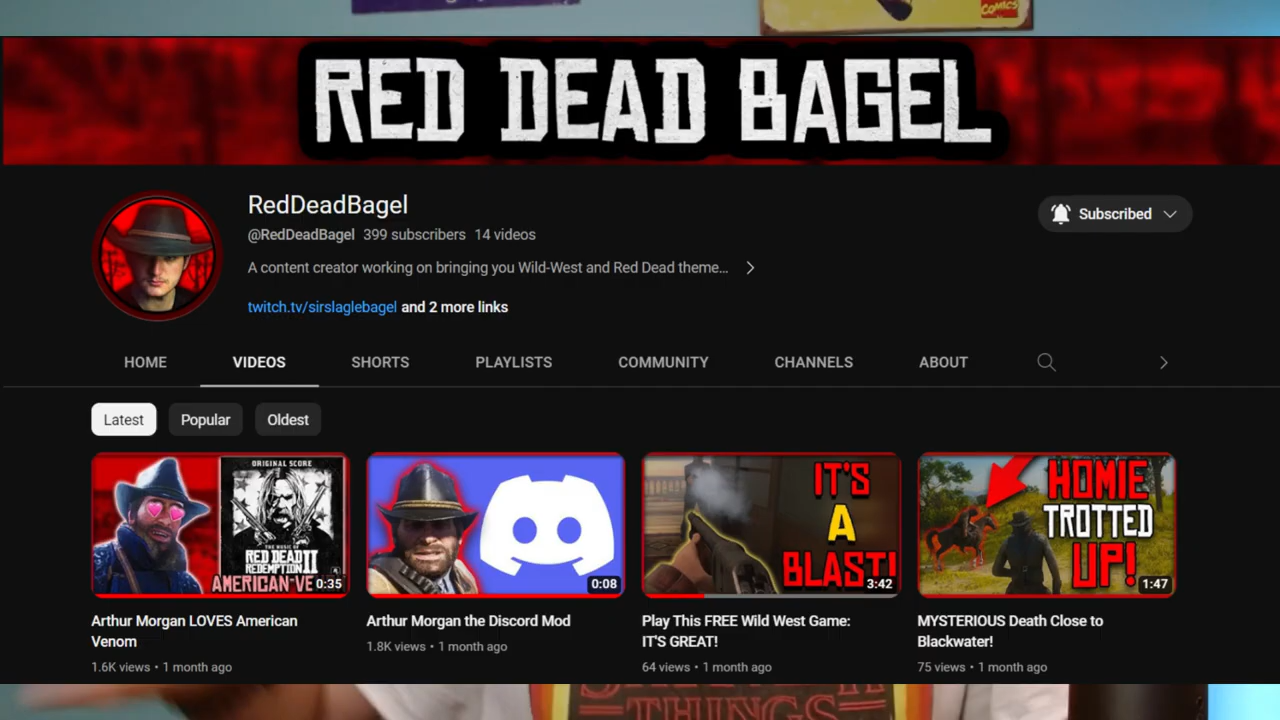 COMICS
RED DEAD BAGEL
RedDeadBagel
@RedDeadBagel 399 subscribers 14 videos
A content creator working on bringing you Wild-West and Red Dead theme...
twitch.tv/sirslaglebagel and 2 more links
Subscribed
HOME VIDEOS SHORTS PLAYLISTS COMMUNITY CHANNELS ABOUT
Latest Popular Oldest
ORIGINAL SCORE
THE MUSIC OF
RED DEAD
REDEMPTION II
AMERICAN VE
0:35
0:08
IT'S
A
BLAST!
3:42
HOMIE
TROTTED
UP!
1:47
Arthur Morgan LOVES American
Venom
1.6K views • 1 month ago
Arthur Morgan the Discord Mod
1.8K views • 1 month ago
Play This FREE Wild West Game:
IT'S GREAT!
64 views • 1 month ago
MYSTERIOUS Death Close to
Blackwater!
75 views • 1 month ago
THINGS